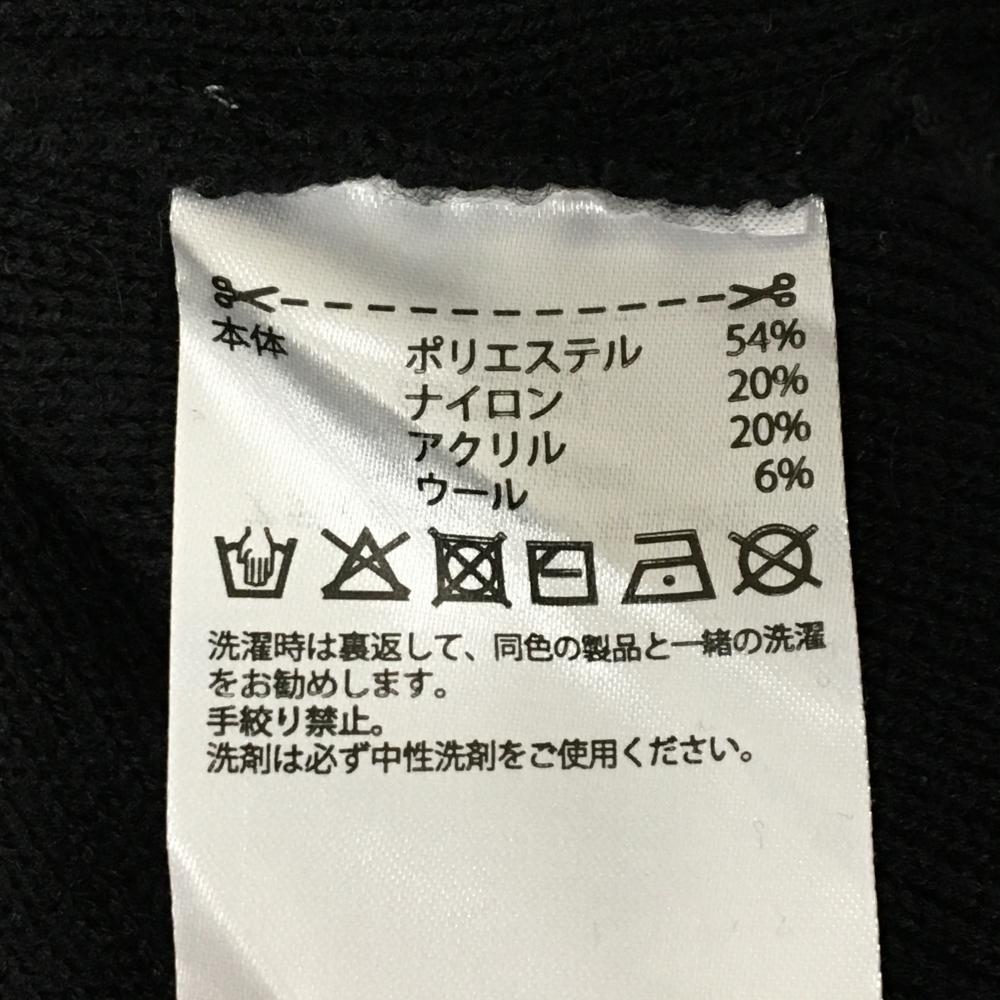 本体 ポリエステル 54%
ナイロン 20%
アクリル 20%
ウール 6%
洗濯時は裏返して、同色の製品と一緒の洗濯
をお勧めします。
手絞り禁止。
洗剤は必ず中性洗剤をご使用ください。